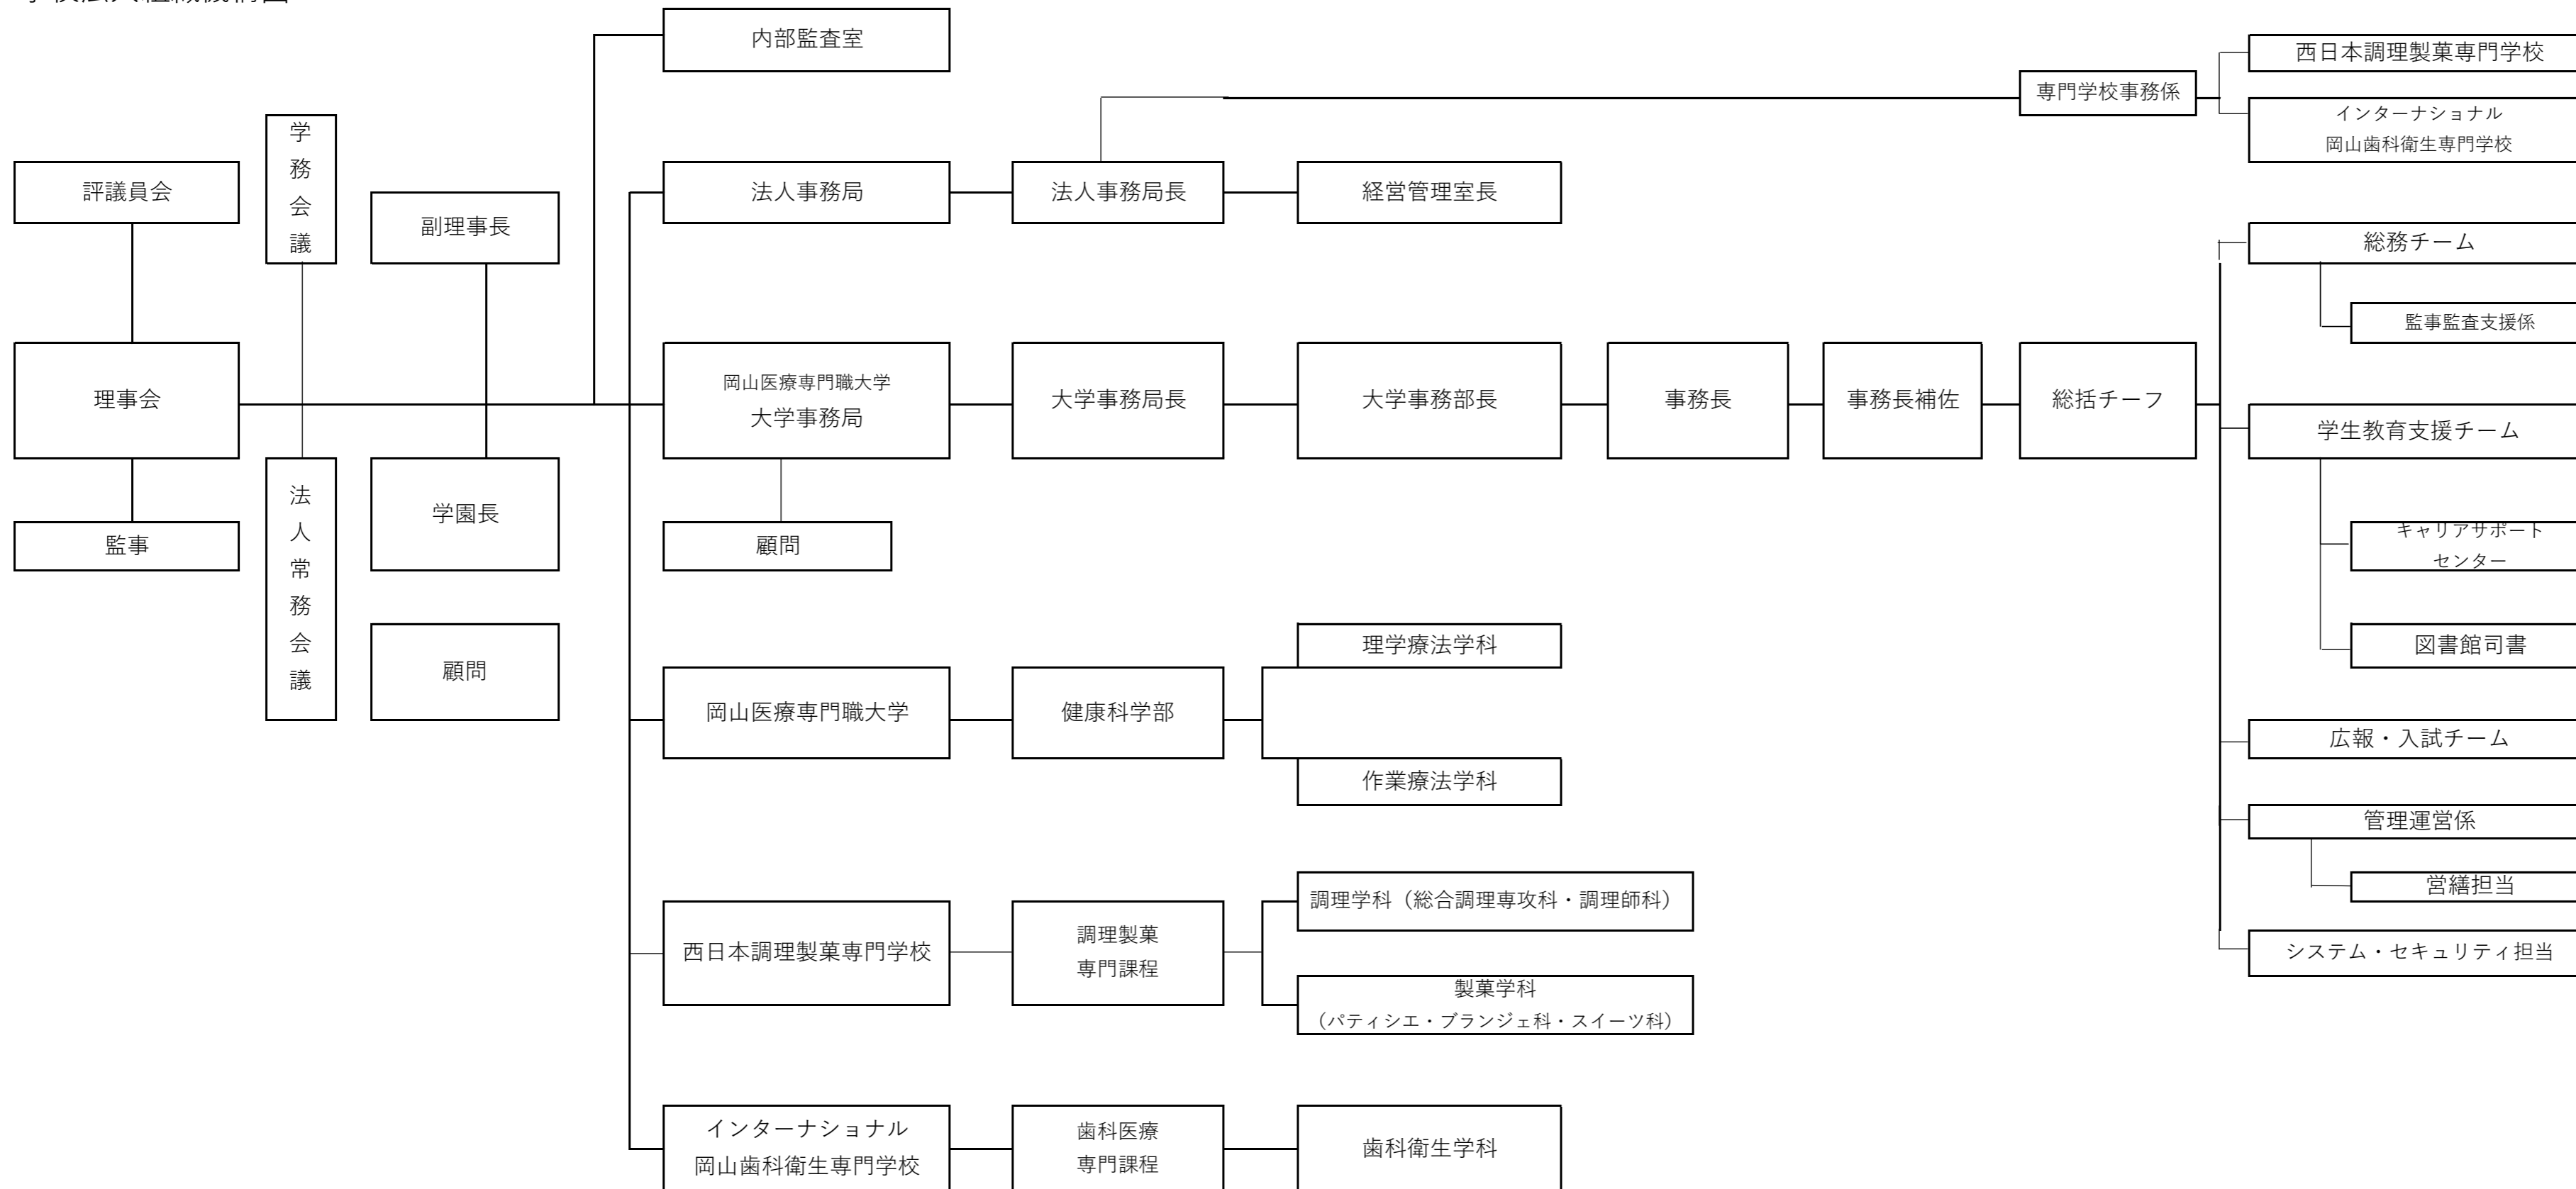 内部監査室
西日本調理製菓専門学校
専門学校事務係
インターナショナル
岡山歯科衛生専門学校
学務会議
評議員会
副理事長
法人事務局
法人事務局長
経営管理室長
総務チーム
監事監査支援係
理事会
岡山医療専門職大学
大学事務局
大学事務局長
大学事務部長
事務長
事務長補佐
総括チーフ
学生教育支援チーム
法人常務会議
学園長
監事
顧問
キャリアサポート
センター
顧問
理学療法学科
図書館司書
岡山医療専門職大学
健康科学部
作業療法学科
広報・入試チーム
管理運営係
営繕担当
西日本調理製菓専門学校
調理製菓
専門課程
調理学科（総合調理専攻科・調理師科）
製菓学科
（パティシエ・ブランジェ科・スイーツ科）
システム・セキュリティ担当
インターナショナル
岡山歯科衛生専門学校
歯科医療
専門課程
歯科衛生学科